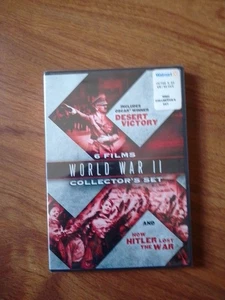 INCLUDES
OSCAR® WINNER
DESERT
VICTORY
6 FILMS
WORLD WAR II
COLLECTOR'S SET
AND
HOW
HITLER LOST
THE WAR